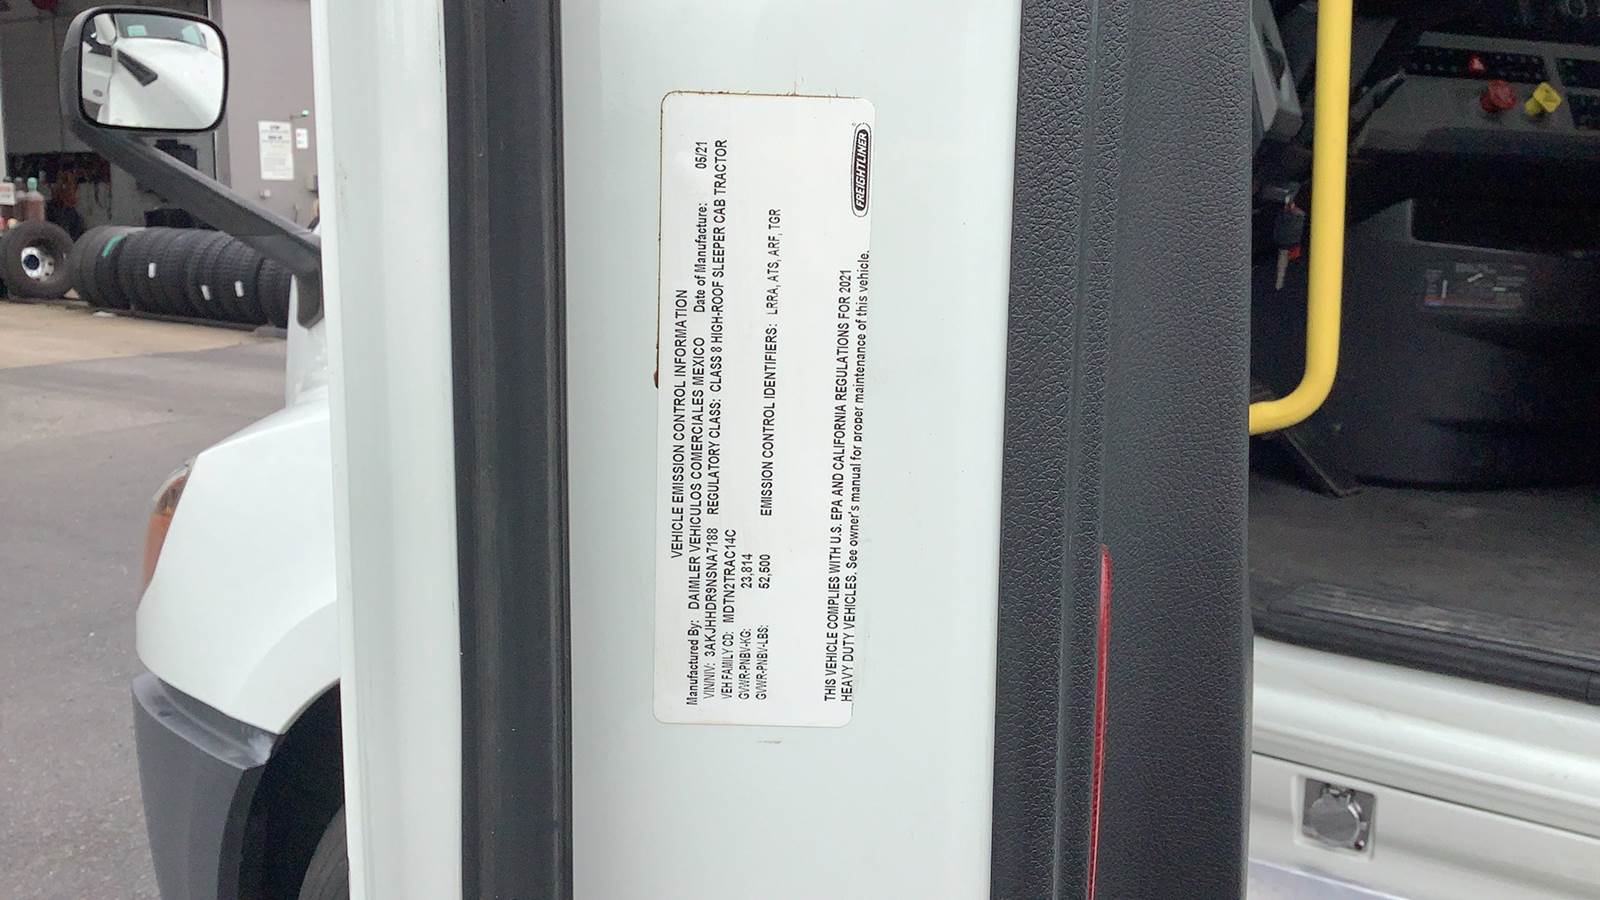 VEHICLE EMISSION CONTROL INFORMATION
Manufactured By: DAIMLER VEHICULOS COMERCIALES MEXICO Date of Manufacture: 05/21
VIN/NIV: 3AKJHHDR9NSNA7188 REGULATORY CLASS: CLASS 8 HIGH-ROOF SLEEPER CAB TRACTOR
VEH FAMILY CD: MDTN2TRAC14C
GVWR-PNBV-KG: 23,814
GVWR-PNBV-LBS: 52,500 EMISSION CONTROL IDENTIFIERS: LRRA, ATS, ARF, TGR
THIS VEHICLE COMPLIES WITH U.S. EPA AND CALIFORNIA REGULATIONS FOR 2021
HEAVY DUTY VEHICLES. See owner's manual for proper maintenance of this vehicle.
FREIGHTLINER